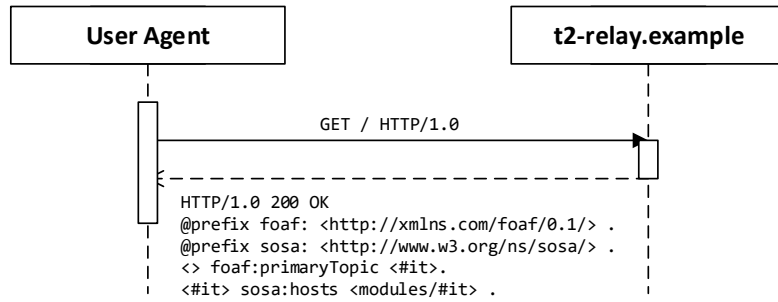 User Agent
t2-relay.example
GET / HTTP/1.0
HTTP/1.0 200 OK
@prefix foaf: <http://xmlns.com/foaf/0.1/> .
@prefix sosa: <http://www.w3.org/ns/sosa/> .
<> foaf:primaryTopic <#it>.
<#it> sosa:hosts <modules/#it> .